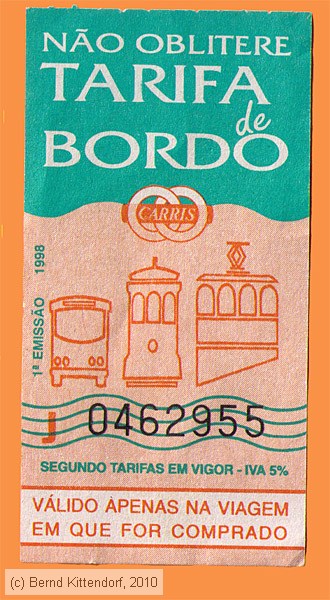 NÃO OBLITERE
TARIFA
de
BORDO
CARRIS
1ª EMISSÃO 1998
J 0462955
SEGUNDO TARIFAS EM VIGOR - IVA 5%
VÁLIDO APENAS NA VIAGEM
EM QUE FOR COMPRADO
(c) Bernd Kittendorf, 2010